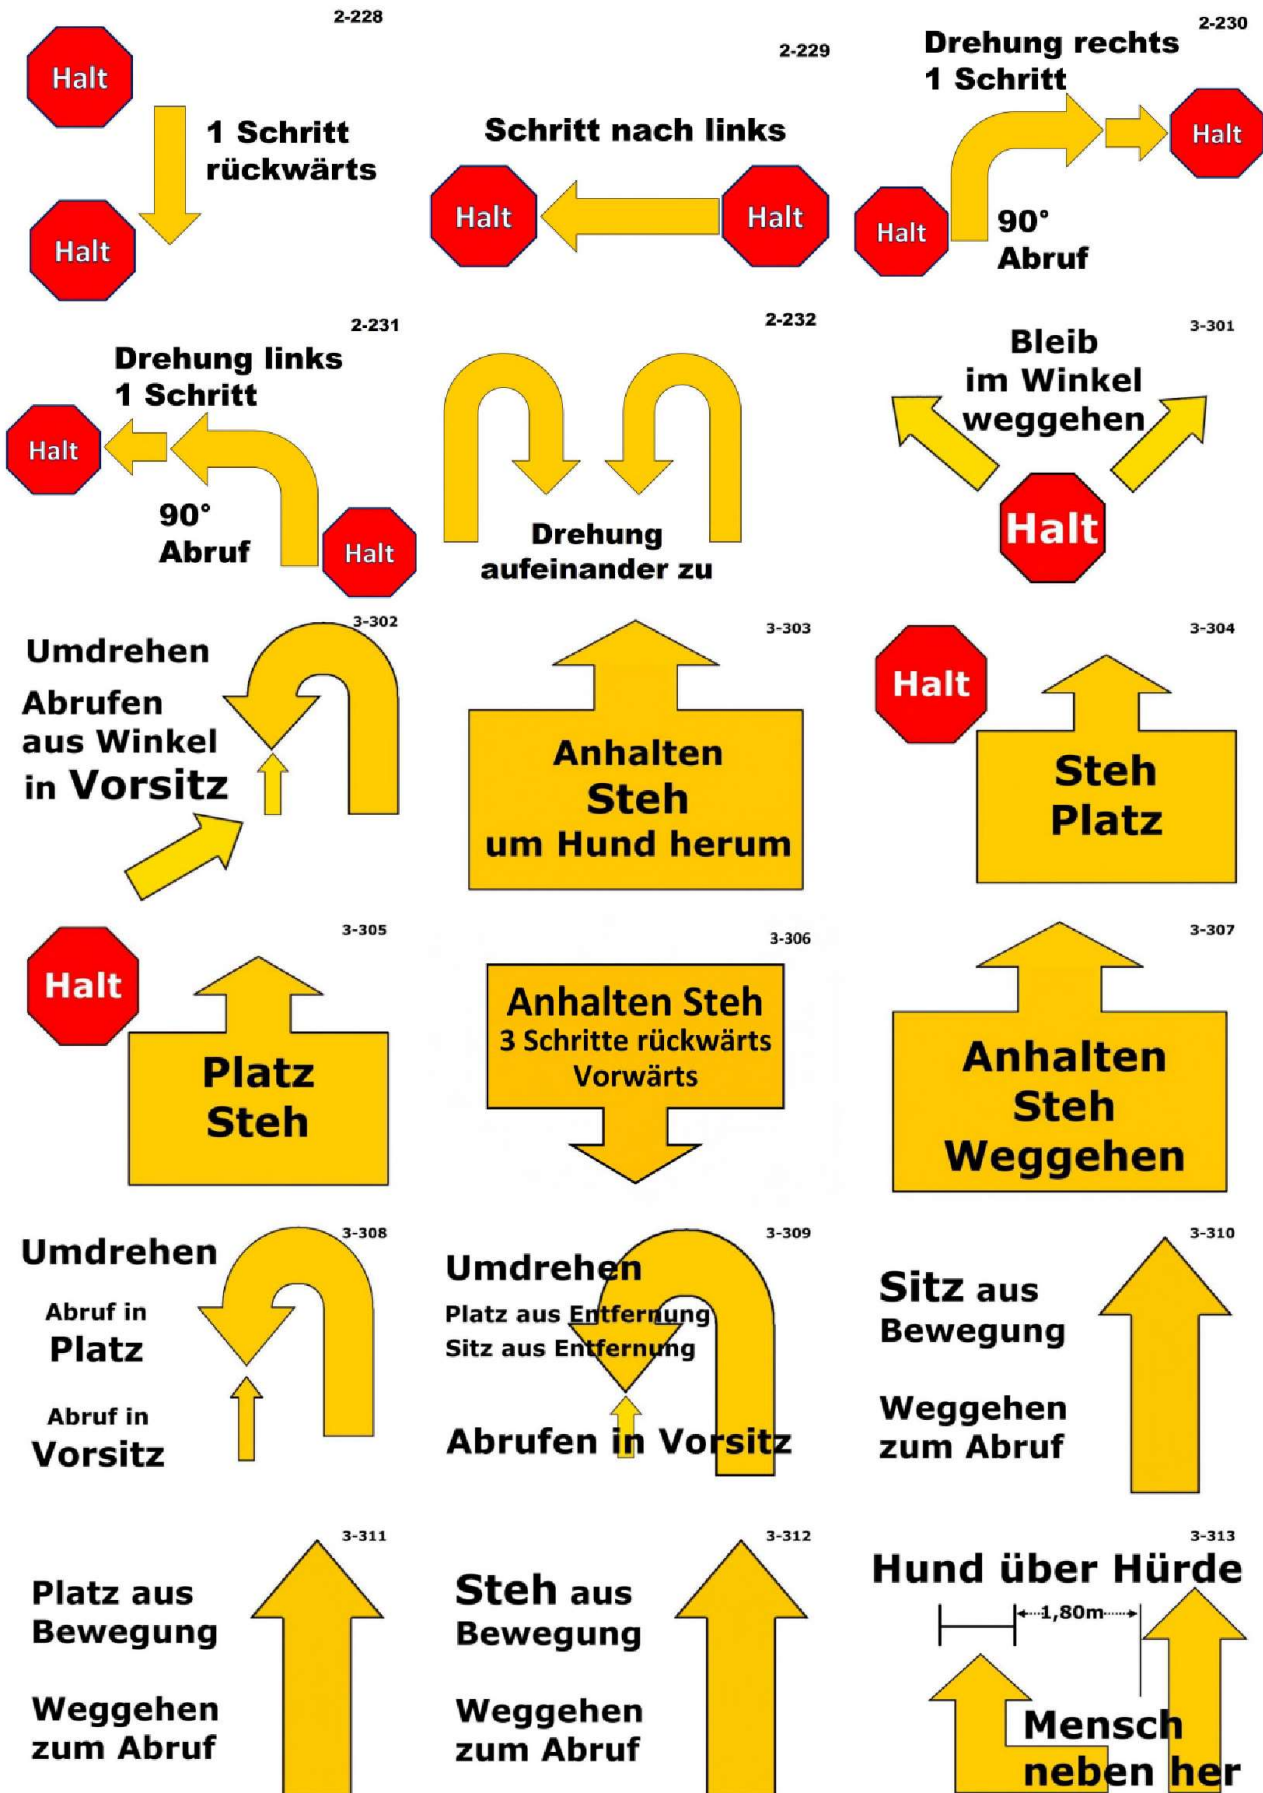 2-228
Halt
1 Schritt
rückwärts
Halt
2-229
Schritt nach links
Halt
Halt
2-230
Drehung rechts
1 Schritt
Halt
Halt
90°
Abruf
2-231
Drehung links
1 Schritt
Halt
90°
Abruf
Halt
2-232
Drehung
aufeinander zu
3-301
Bleib
im Winkel
weggehen
Halt
3-302
Umdrehen
Abrufen
aus Winkel
in Vorsitz
3-303
Anhalten
Steh
um Hund herum
3-304
Halt
Steh
Platz
3-305
Halt
Platz
Steh
3-306
Anhalten Steh
3 Schritte rückwärts
Vorwärts
3-307
Anhalten
Steh
Weggehen
3-308
Umdrehen
Abruf in
Platz
Abruf in
Vorsitz
3-309
Umdrehen
Platz aus Entfernung
Sitz aus Entfernung
Abrufen in Vorsitz
3-310
Sitz aus
Bewegung
Weggehen
zum Abruf
3-311
Platz aus
Bewegung
Weggehen
zum Abruf
3-312
Steh aus
Bewegung
Weggehen
zum Abruf
3-313
Hund über Hürde
1,80m
Mensch
neben her